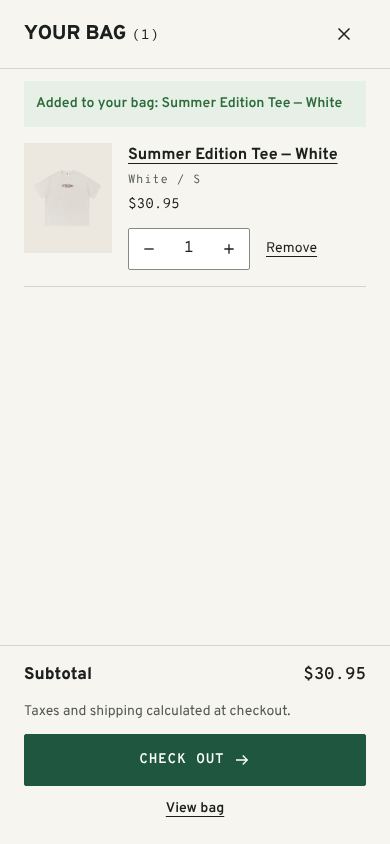 YOUR BAG (1)
Added to your bag: Summer Edition Tee — White
Summer Edition Tee — White
White / S
$30.95
− 1 + Remove
Subtotal $30.95
Taxes and shipping calculated at checkout.
CHECK OUT →
View bag